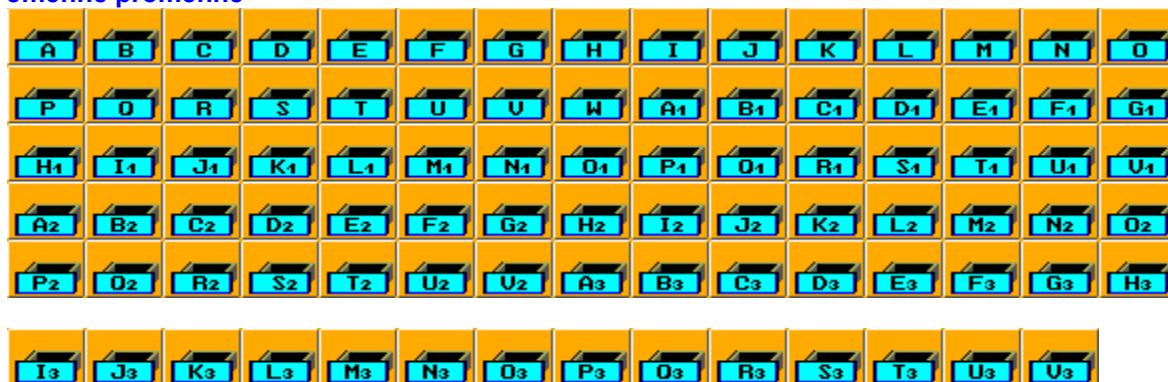 A B C D E F G H I J K L M N O
P Q R S T U V W A1 B1 C1 D1 E1 F1 G1
H1 I1 J1 K1 L1 M1 N1 O1 P1 Q1 R1 S1 T1 U1 V1
A2 B2 C2 D2 E2 F2 G2 H2 I2 J2 K2 L2 M2 N2 O2
P2 Q2 R2 S2 T2 U2 V2 A3 B3 C3 D3 E3 F3 G3 H3
I3 J3 K3 L3 M3 N3 O3 P3 Q3 R3 S3 T3 U3 V3